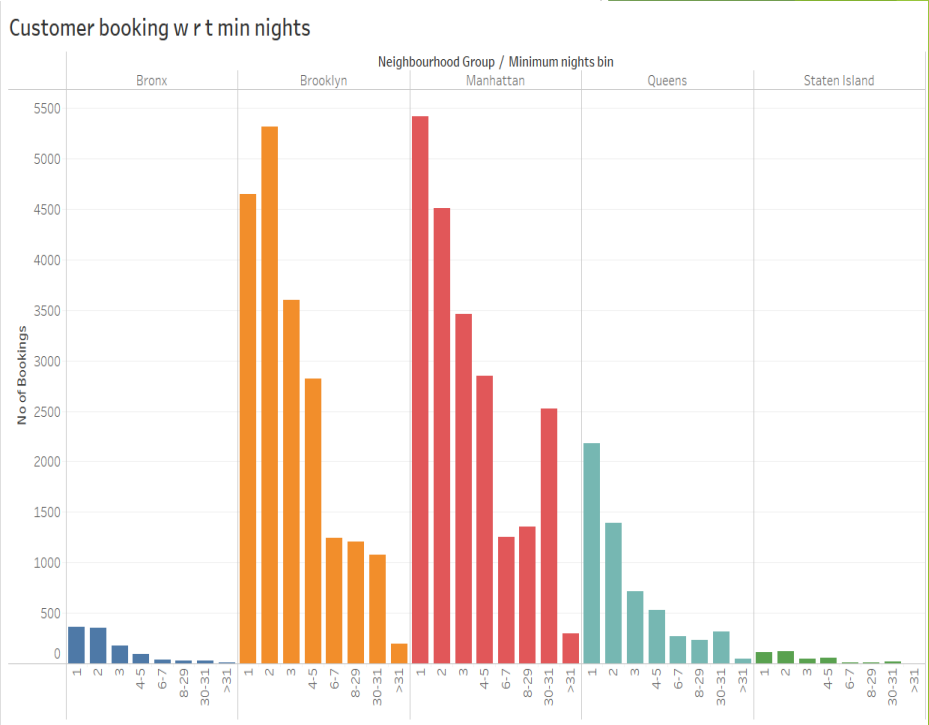 Customer booking w r t min nights
Neighbourhood Group / Minimum nights bin
Bronx Brooklyn Manhattan Queens Staten Island
5500
5000
4500
4000
3500
3000
2500
2000
1500
1000
500
0
No of Bookings
1 2 3 4-5 6-7 8-29 30-31 >31 1 2 3 4-5 6-7 8-29 30-31 >31 1 2 3 4-5 6-7 8-29 30-31 >31 1 2 3 4-5 6-7 8-29 30-31 >31 1 2 3 4-5 6-7 8-29 30-31 >31